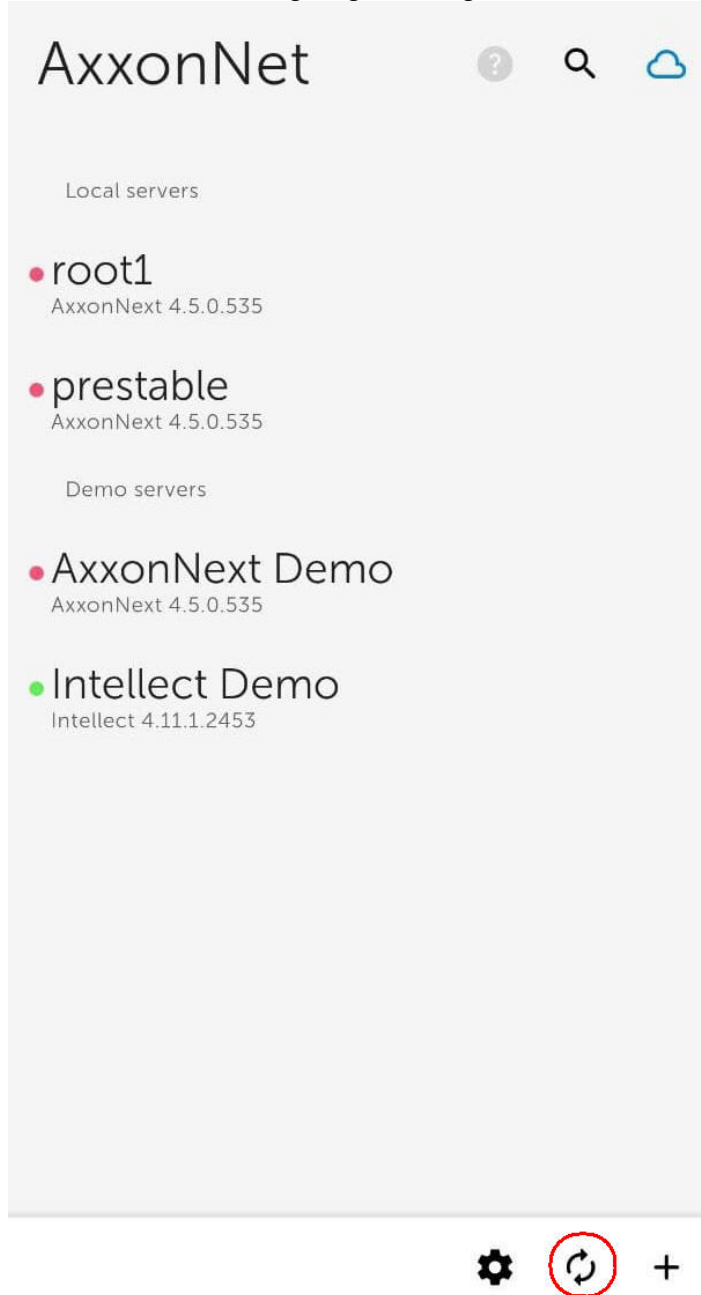 AxxonNet
Local servers
root1
AxxonNext 4.5.0.535
prestable
AxxonNext 4.5.0.535
Demo servers
AxxonNext Demo
AxxonNext 4.5.0.535
Intellect Demo
Intellect 4.11.1.2453